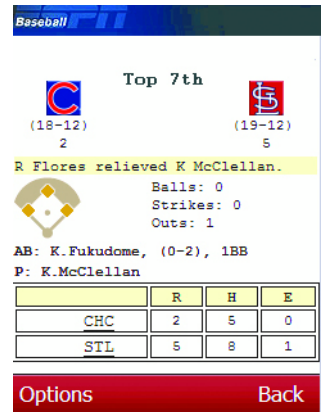 Baseball
Top 7th
C
STL
(18-12) (19-12)
2 5
R Flores relieved K McClellan.
Balls: 0
Strikes: 0
Outs: 1
AB: K.Fukudome, (0-2), 1BB
P: K.McClellan
R H E
CHC 2 5 0
STL 5 8 1
Options Back